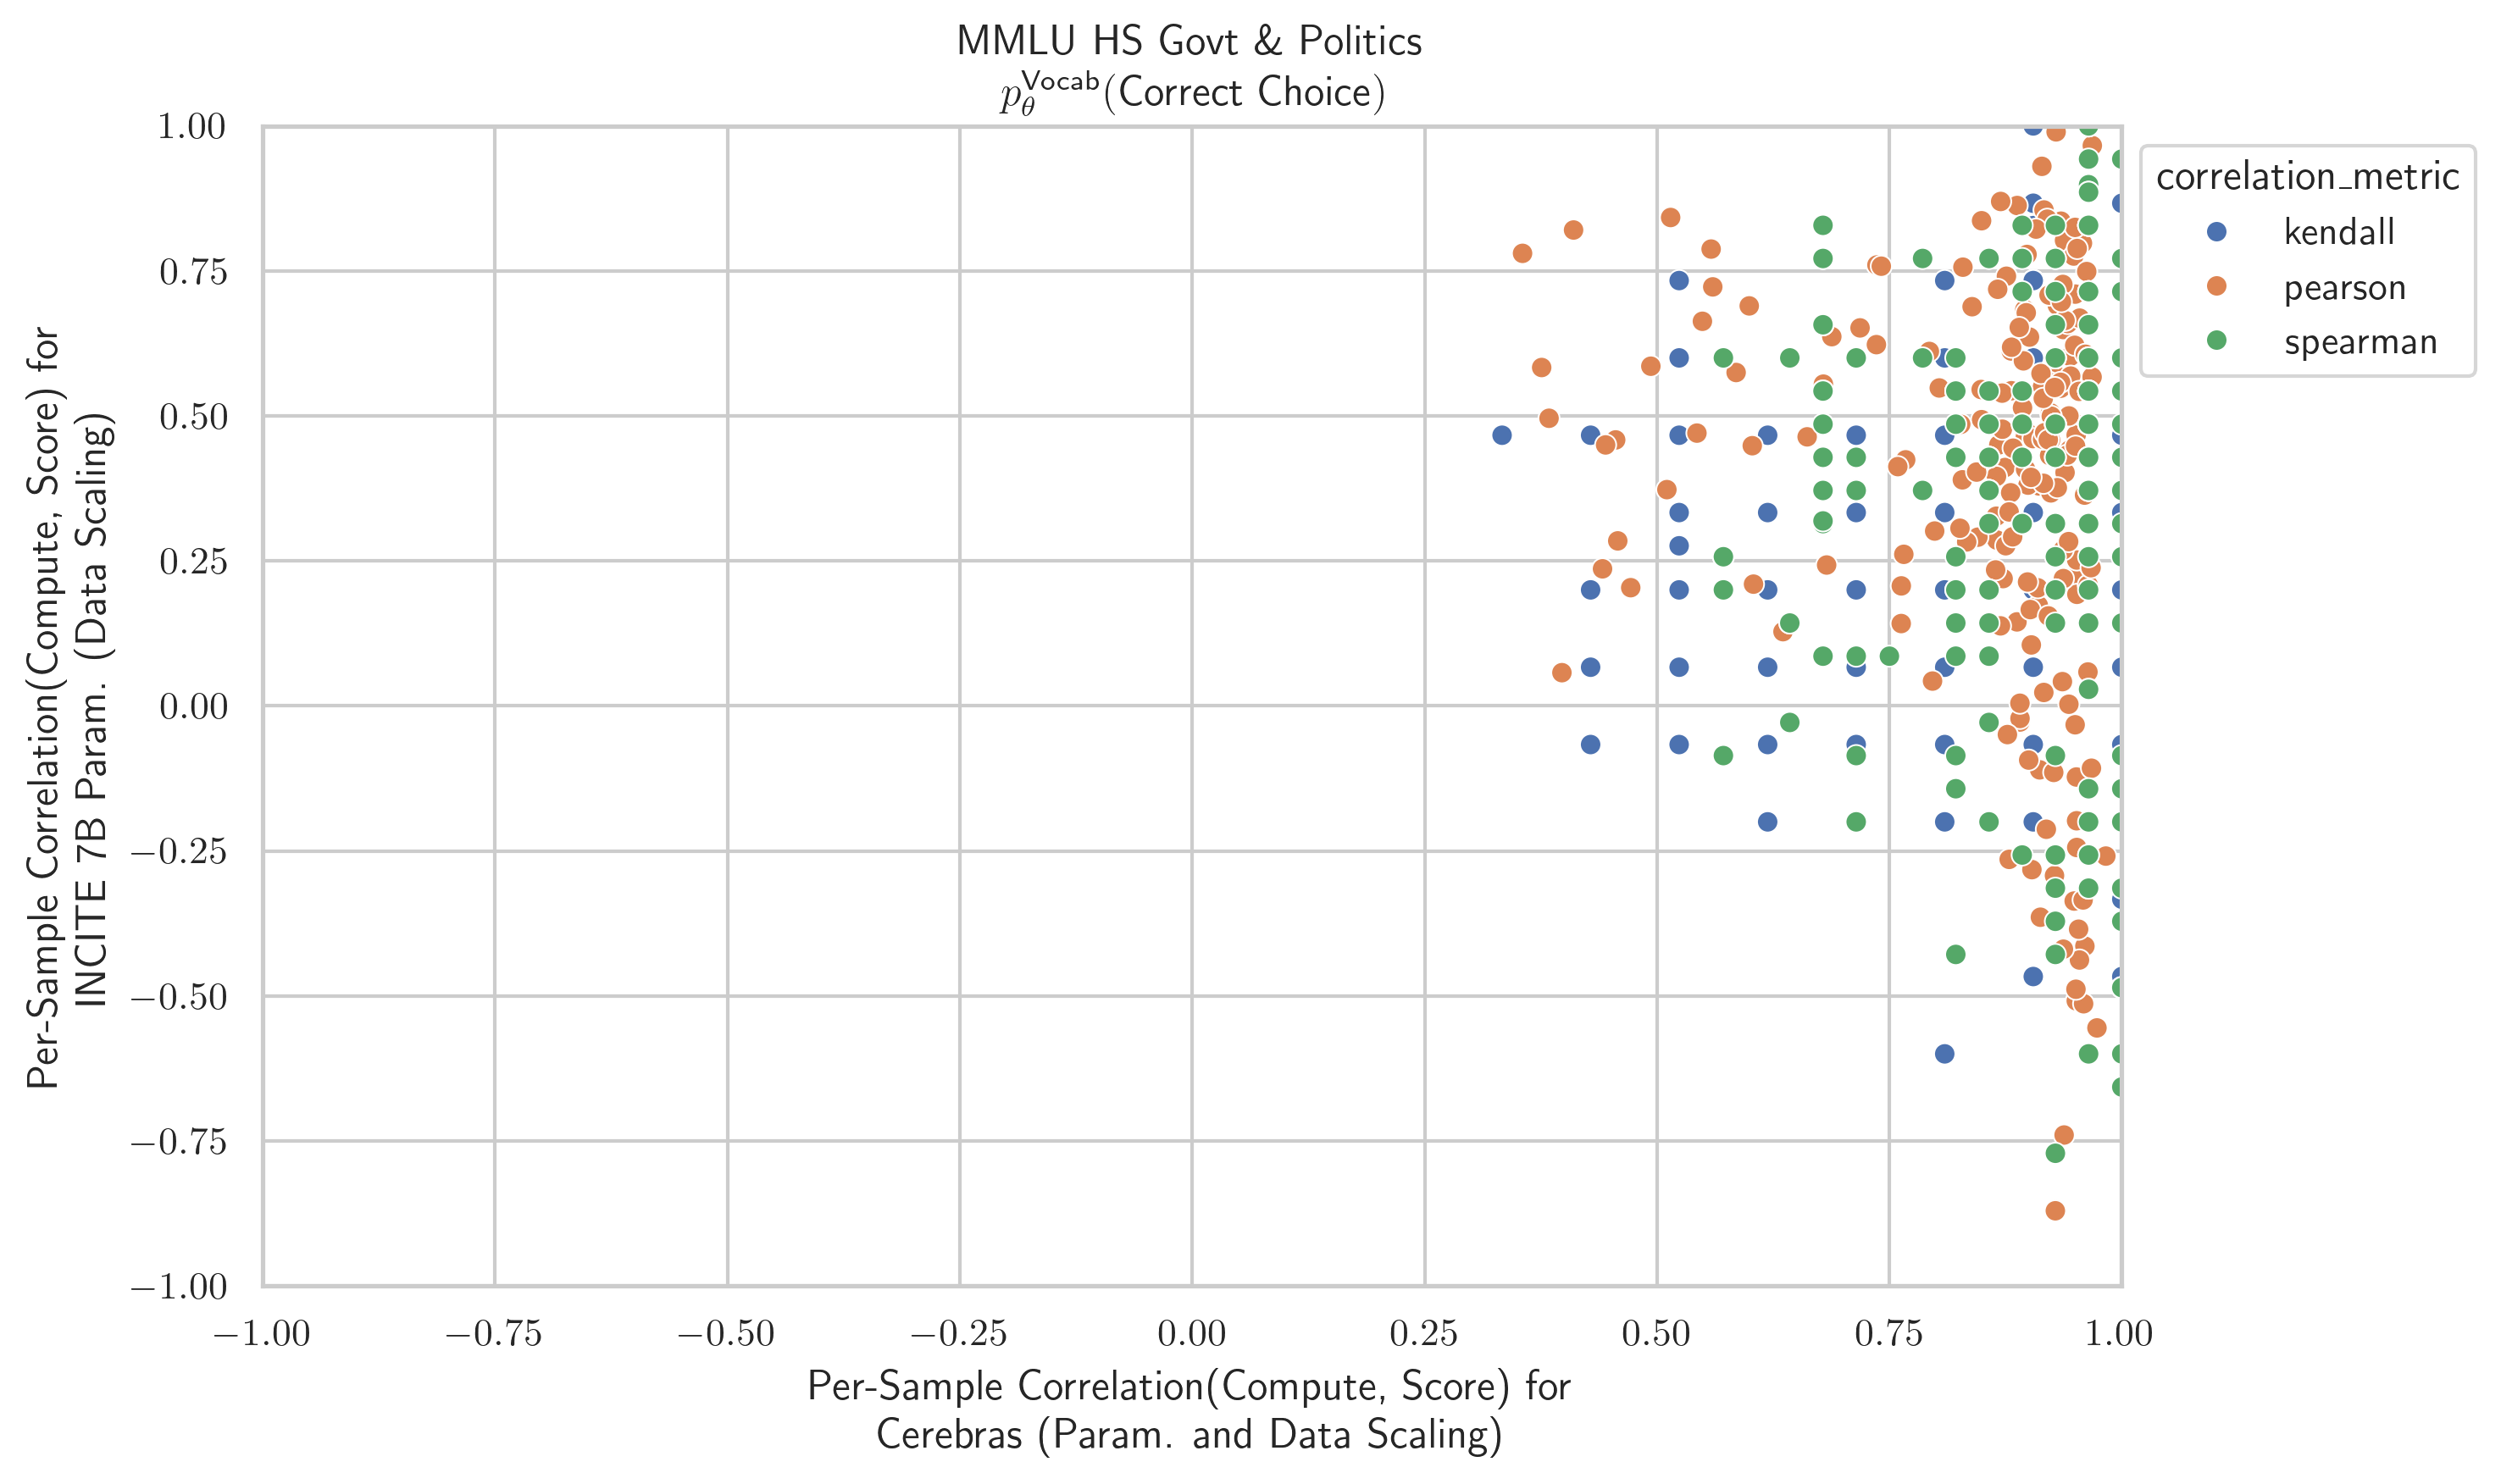 MMLU HS Govt & Politics
p_θ^Vocab(Correct Choice)
1.00
0.75
0.50
0.25
0.00
−0.25
−0.50
−0.75
−1.00
Per-Sample Correlation(Compute, Score) for
INCITE 7B Param. (Data Scaling)
−1.00 −0.75 −0.50 −0.25 0.00 0.25 0.50 0.75 1.00
Per-Sample Correlation(Compute, Score) for
Cerebras (Param. and Data Scaling)
correlation_metric
kendall
pearson
spearman